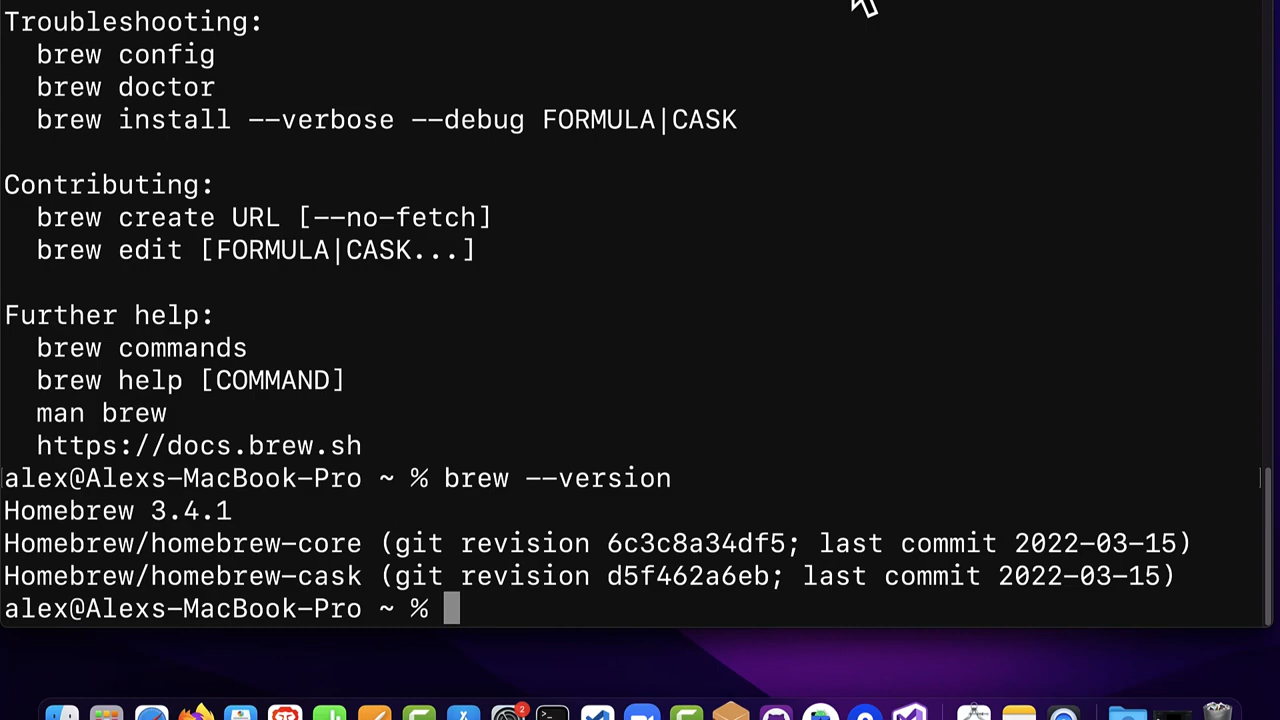 Troubleshooting:
brew config
brew doctor
brew install --verbose --debug FORMULA|CASK
Contributing:
brew create URL [--no-fetch]
brew edit [FORMULA|CASK...]
Further help:
brew commands
brew help [COMMAND]
man brew
https://docs.brew.sh
alex@Alexs-MacBook-Pro ~ % brew --version
Homebrew 3.4.1
Homebrew/homebrew-core (git revision 6c3c8a34df5; last commit 2022-03-15)
Homebrew/homebrew-cask (git revision d5f462a6eb; last commit 2022-03-15)
alex@Alexs-MacBook-Pro ~ %
2